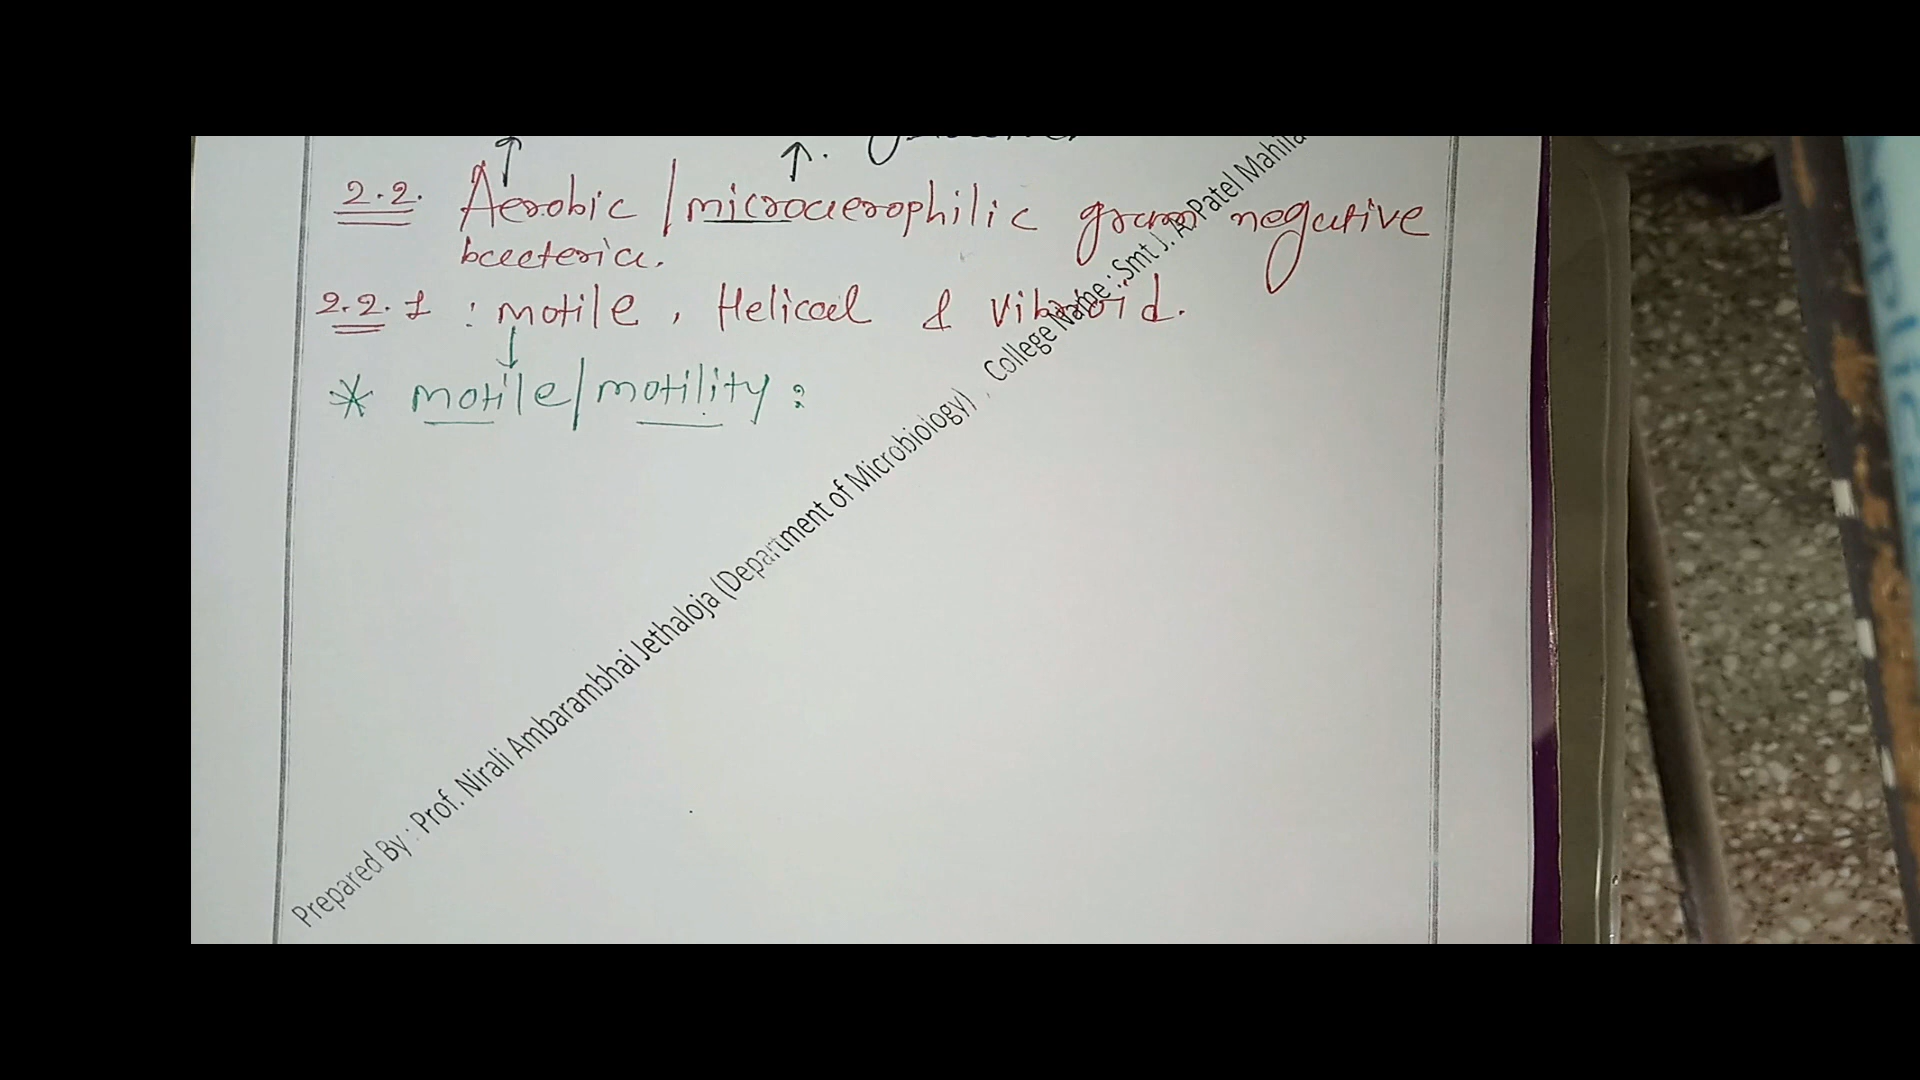 2.2. Aerobic / microaerophilic gram negative
bacteria.
2.2.1 : motile, Helical & vibroid.
* motile/motility :
Prepared By : Prof. Nirali Ambarambhai Jethaloja (Department of Microbiology) , College Name : Smt J. A. Patel Mahila